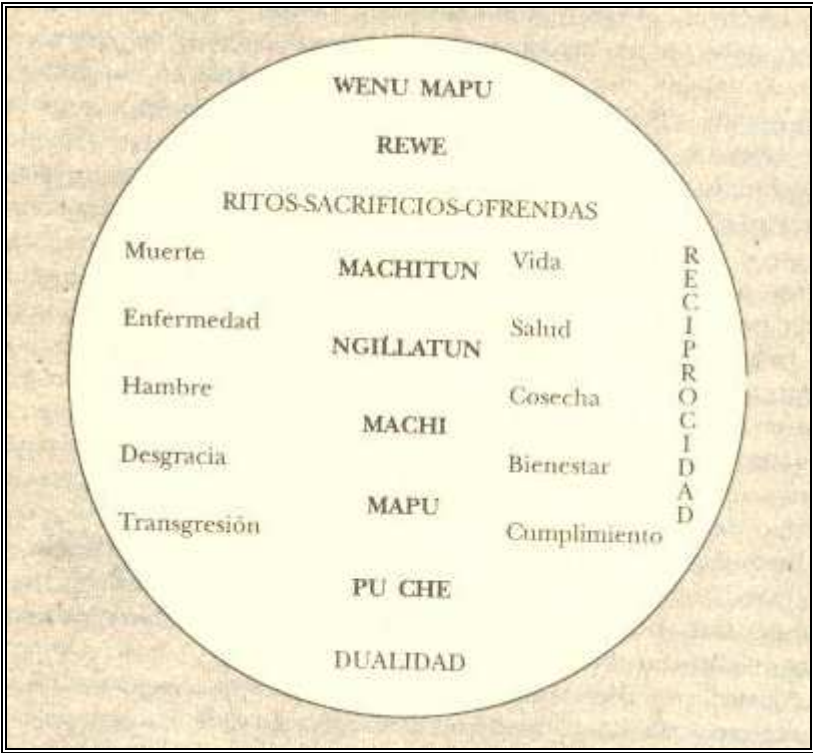 WENU MAPU
REWE
RITOS-SACRIFICIOS-OFRENDAS
Muerte MACHITUN Vida
Enfermedad NGILLATUN Salud
Hambre MACHI Cosecha
Desgracia MAPU Bienestar
Transgresión PU CHE Cumplimiento
DUALIDAD
RECIPROCIDAD